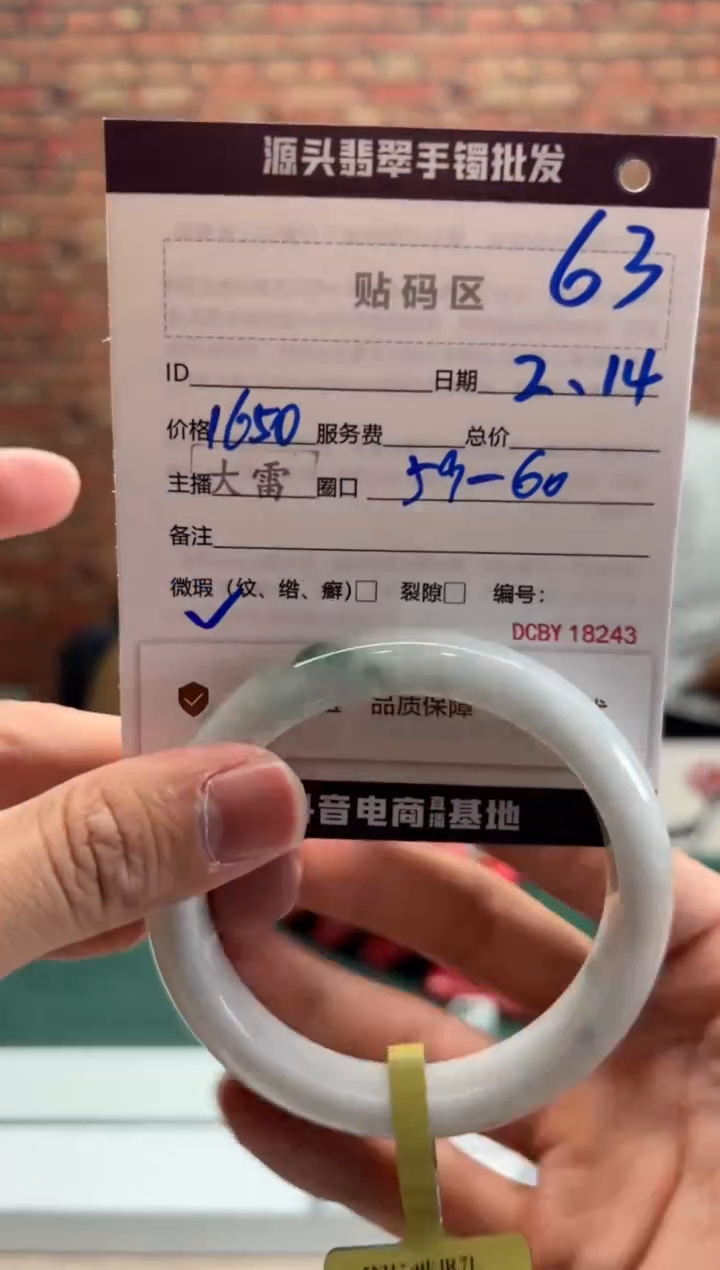 源头翡翠手镯批发
63
贴码区
ID 日期 2、14
价格 1650 服务费 总价
主播 大雷 圈口 59-60
备注
微瑕（纹、绺、癣）□ 裂隙□ 编号：
✓
DCBY 18243
品质保障
音电商直播基地